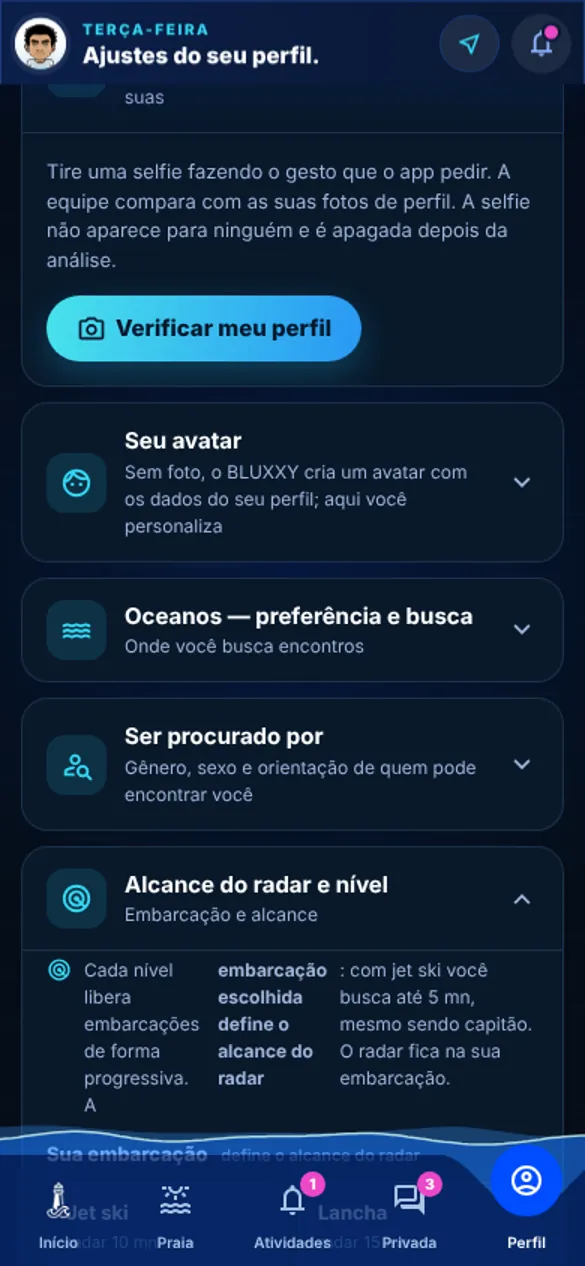 TERÇA-FEIRA
Ajustes do seu perfil.
suas
Tire uma selfie fazendo o gesto que o app pedir. A
equipe compara com as suas fotos de perfil. A selfie
não aparece para ninguém e é apagada depois da
análise.
Verificar meu perfil
Seu avatar
Sem foto, o BLUXXY cria um avatar com
os dados do seu perfil; aqui você
personaliza
Oceanos — preferência e busca
Onde você busca encontros
Ser procurado por
Gênero, sexo e orientação de quem pode
encontrar você
Alcance do radar e nível
Embarcação e alcance
Cada nível
libera
embarcações
de forma
progressiva.
A
embarcação
escolhida
define o
alcance do
radar
: com jet ski você
busca até 5 mn,
mesmo sendo capitão.
O radar fica na sua
embarcação.
Sua embarcação define o alcance do radar
Jet ski
Lancha
1
3
Início
Praia
Atividades
Privada
Perfil